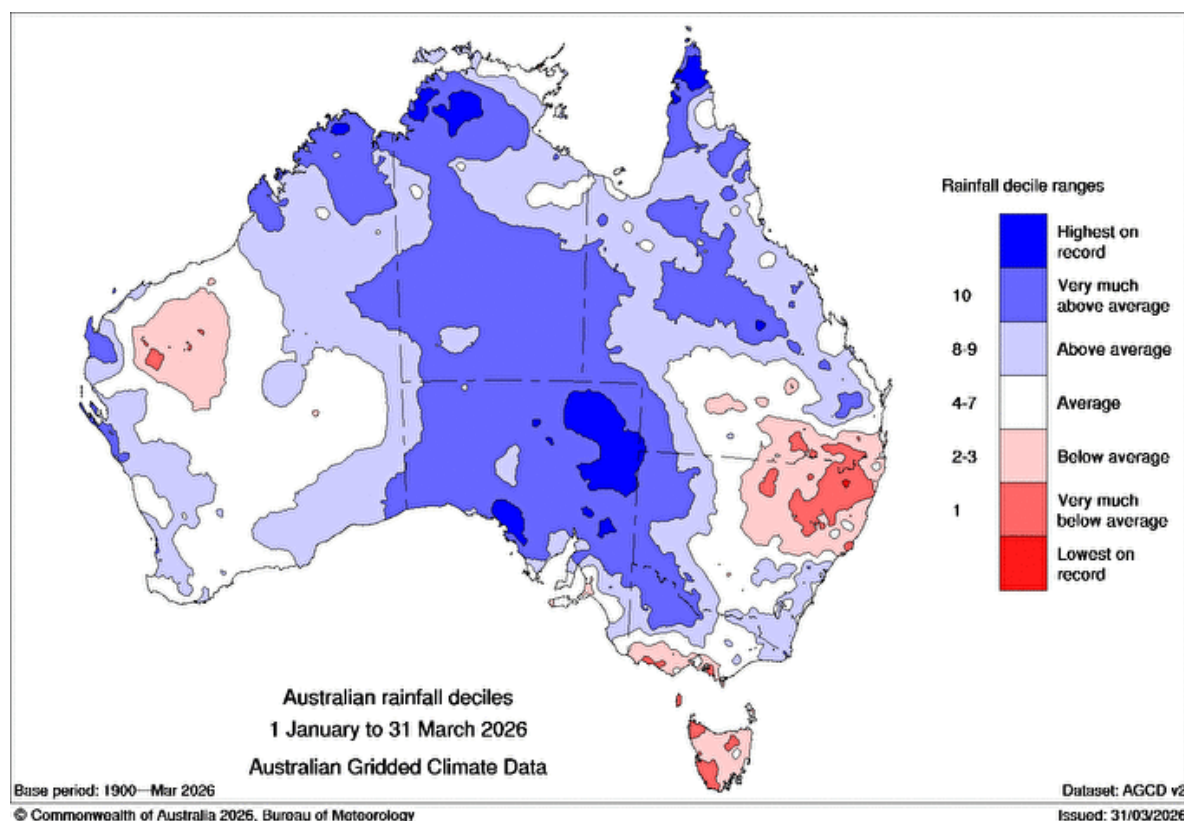 Rainfall decile ranges
Highest on
record
10
Very much
above average
8-9
Above average
4-7
Average
2-3
Below average
1
Very much
below average
Lowest on
record
Australian rainfall deciles
1 January to 31 March 2026
Australian Gridded Climate Data
Base period: 1900—Mar 2026
Dataset: AGCD v2
© Commonwealth of Australia 2026, Bureau of Meteorology
Issued: 31/03/2026